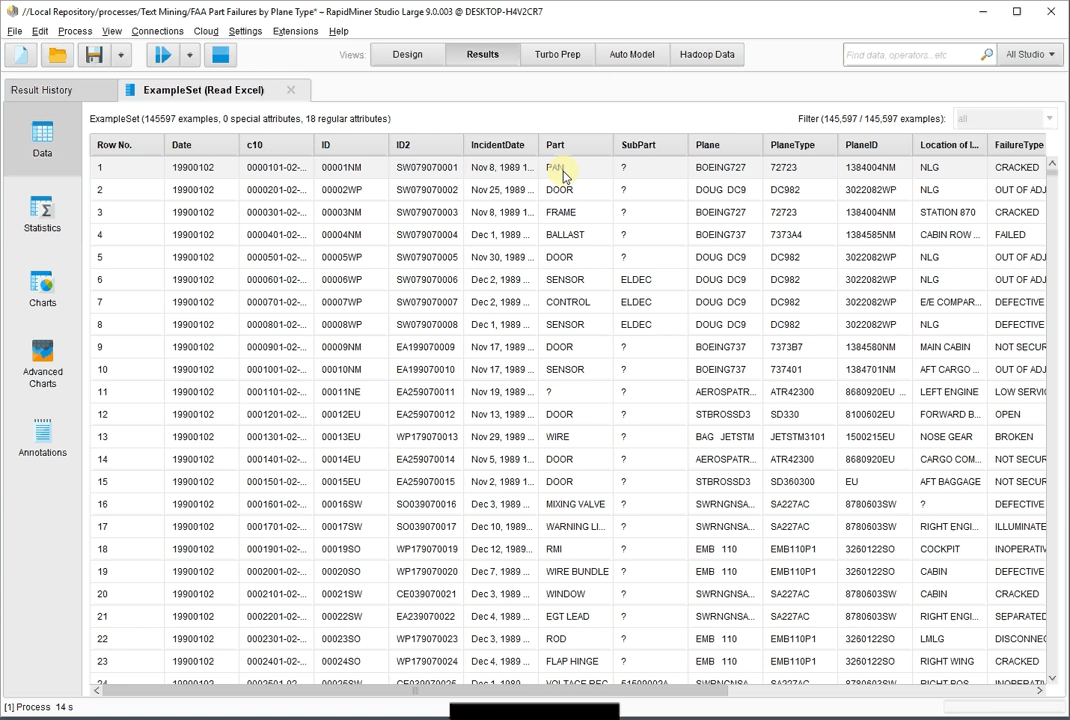 //Local Repository/processes/Text Mining/FAA Part Failures by Plane Type* – RapidMiner Studio Large 9.0.003 @ DESKTOP-H4V2CR7
File Edit Process View Connections Cloud Settings Extensions Help
Views: Design Results Turbo Prep Auto Model Hadoop Data Find data, operators...etc All Studio
Result History ExampleSet (Read Excel)
ExampleSet (145597 examples, 0 special attributes, 18 regular attributes) Filter (145,597 / 145,597 examples): all
Data
Statistics
Charts
Advanced
Charts
Annotations
Row No. Date c10 ID ID2 IncidentDate Part SubPart Plane PlaneType PlaneID Location of I... FailureType
1 19900102 0000101-02-... 00001NM SW079070001 Nov 8, 1989 1... PAN ? BOEING727 72723 1384004NM NLG CRACKED
2 19900102 0000201-02-... 00002WP SW079070002 Nov 25, 1989 ... DOOR ? DOUG DC9 DC982 3022082WP NLG OUT OF ADJ
3 19900102 0000301-02-... 00003NM SW079070003 Nov 8, 1989 1... FRAME ? BOEING727 72723 1384004NM STATION 870 CRACKED
4 19900102 0000401-02-... 00004NM SW079070004 Dec 1, 1989 ... BALLAST ? BOEING737 7373A4 1384585NM CABIN ROW ... FAILED
5 19900102 0000501-02-... 00005WP SW079070005 Nov 30, 1989 ... DOOR ? DOUG DC9 DC982 3022082WP NLG OUT OF ADJ
6 19900102 0000601-02-... 00006WP SW079070006 Dec 2, 1989 ... SENSOR ELDEC DOUG DC9 DC982 3022082WP NLG OUT OF ADJ
7 19900102 0000701-02-... 00007WP SW079070007 Dec 2, 1989 ... CONTROL ELDEC DOUG DC9 DC982 3022082WP E/E COMPAR... DEFECTIVE
8 19900102 0000801-02-... 00008WP SW079070008 Dec 1, 1989 ... SENSOR ELDEC DOUG DC9 DC982 3022082WP NLG DEFECTIVE
9 19900102 0000901-02-... 00009NM EA199070009 Nov 17, 1989 ... DOOR ? BOEING737 7373B7 1384580NM MAIN CABIN NOT SECUR
10 19900102 0001001-02-... 00010NM EA199070010 Nov 17, 1989 ... SENSOR ? BOEING737 737401 1384701NM AFT CARGO ... OUT OF ADJ
11 19900102 0001101-02-... 00011NE EA259070011 Nov 19, 1989 ... ? ? AEROSPATR... ATR42300 8680920EU ... LEFT ENGINE LOW SERVIC
12 19900102 0001201-02-... 00012EU EA259070012 Nov 13, 1989 ... DOOR ? STBROSSD3 SD330 8100602EU FORWARD B... OPEN
13 19900102 0001301-02-... 00013EU WP179070013 Nov 29, 1989 ... WIRE ? BAG JETSTM JETSTM3101 1500215EU NOSE GEAR BROKEN
14 19900102 0001401-02-... 00014EU EA259070014 Nov 5, 1989 1... DOOR ? AEROSPATR... ATR42300 8680920EU CARGO COM... NOT SECUR
15 19900102 0001501-02-... 00015EU EA259070015 Nov 2, 1989 1... DOOR ? STBROSSD3 SD360300 EU AFT BAGGAGE NOT SECUR
16 19900102 0001601-02-... 00016SW SO039070016 Dec 3, 1989 ... MIXING VALVE ? SWRNGNSA... SA227AC 8780603SW ? DEFECTIVE
17 19900102 0001701-02-... 00017SW SO039070017 Dec 10, 1989... WARNING LI... ? SWRNGNSA... SA227AC 8780603SW RIGHT ENGI... ILLUMINATE
18 19900102 0001901-02-... 00019SO WP179070019 Dec 12, 1989... RMI ? EMB 110 EMB110P1 3260122SO COCKPIT INOPERATIV
19 19900102 0002001-02-... 00020SO WP179070020 Dec 7, 1989 ... WIRE BUNDLE ? EMB 110 EMB110P1 3260122SO CABIN DEFECTIVE
20 19900102 0002101-02-... 00021SW CE039070021 Dec 3, 1989 ... WINDOW ? SWRNGNSA... SA227AC 8780603SW CABIN CRACKED
21 19900102 0002201-02-... 00022SW EA239070022 Dec 4, 1989 ... EGT LEAD ? SWRNGNSA... SA227AC 8780603SW RIGHT ENGI... SEPARATED
22 19900102 0002301-02-... 00023SO WP179070023 Dec 3, 1989 ... ROD ? EMB 110 EMB110P1 3260122SO LMLG DISCONNEC
23 19900102 0002401-02-... 00024SO WP179070024 Dec 3, 1989 ... FLAP HINGE ? EMB 110 EMB110P1 3260122SO RIGHT WING CRACKED
[1] Process 14 s